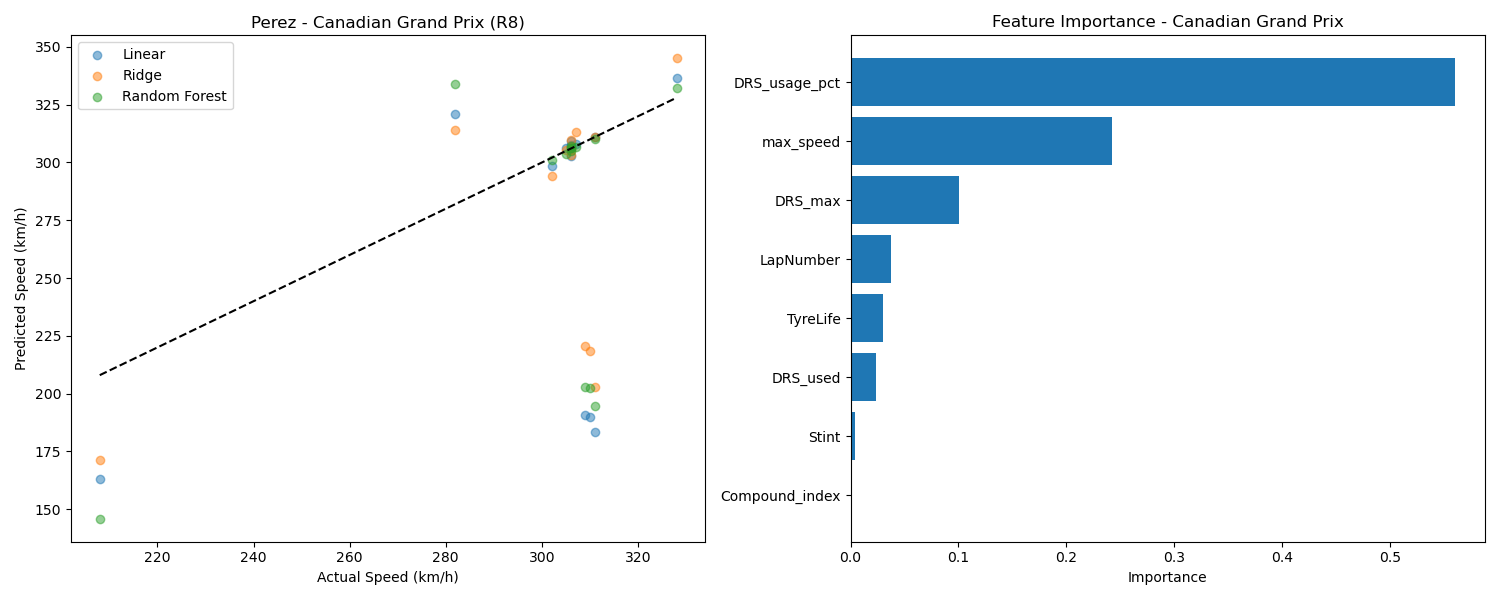 Perez - Canadian Grand Prix (R8)
Linear
Ridge
Random Forest
350
325
300
275
250
225
200
175
150
Predicted Speed (km/h)
220
240
260
280
300
320
Actual Speed (km/h)
Feature Importance - Canadian Grand Prix
DRS_usage_pct
max_speed
DRS_max
LapNumber
TyreLife
DRS_used
Stint
Compound_index
0.0
0.1
0.2
0.3
0.4
0.5
Importance